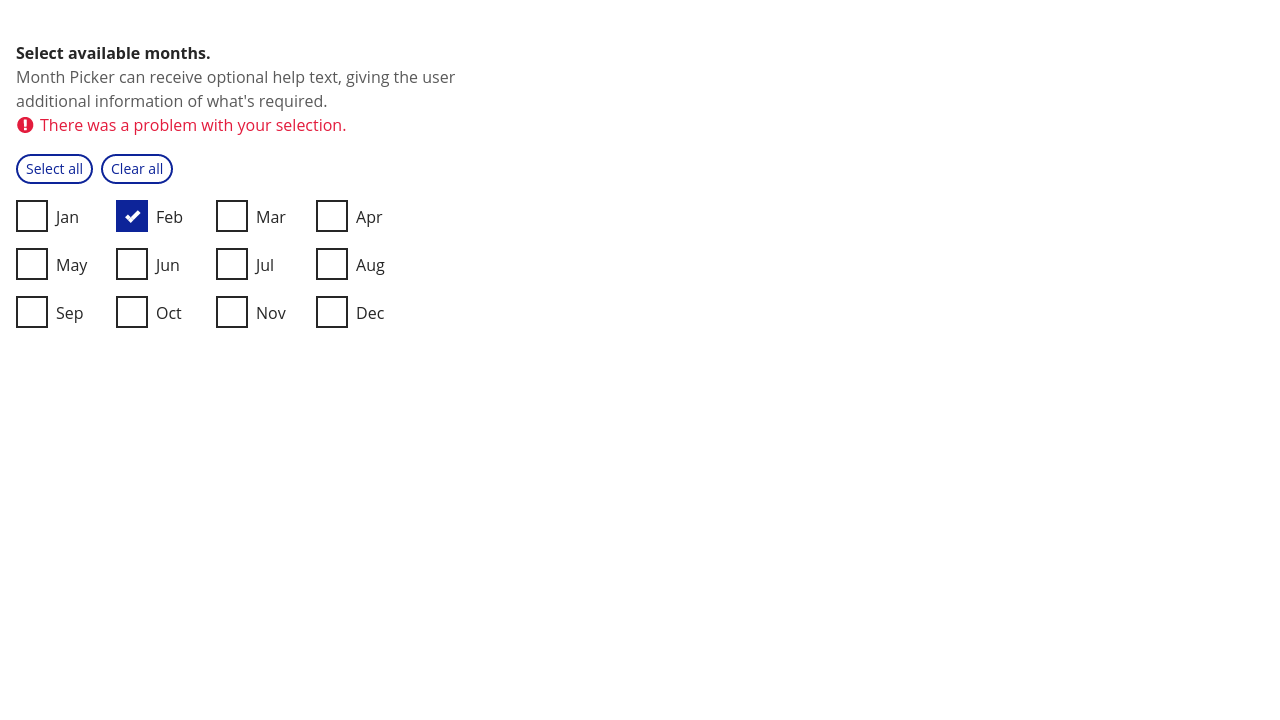 Select available months.
Month Picker can receive optional help text, giving the user
additional information of what's required.
There was a problem with your selection.
Select all Clear all
Jan Feb Mar Apr
May Jun Jul Aug
Sep Oct Nov Dec